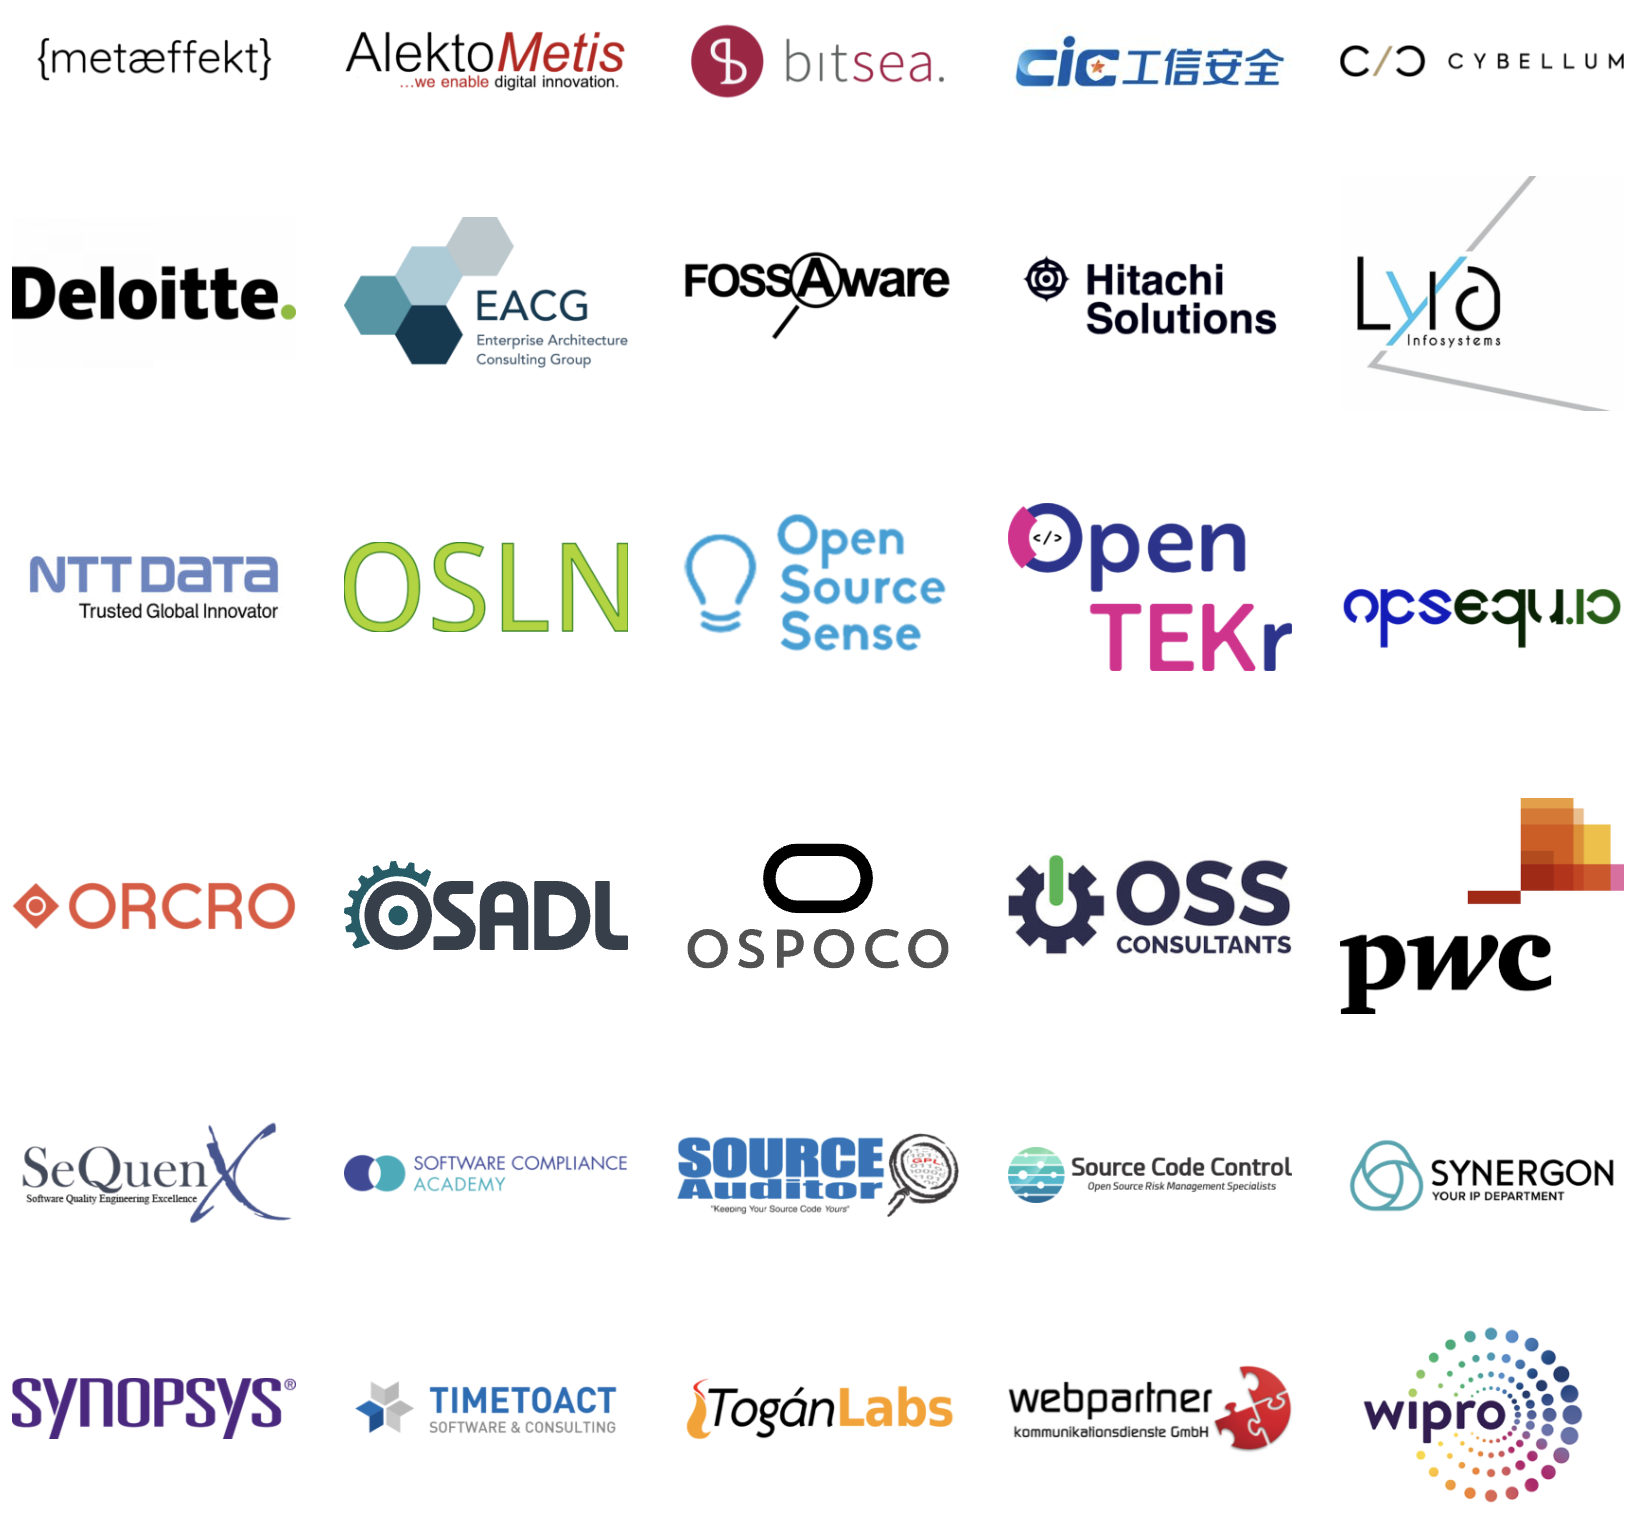 {metæffekt}
AlektoMetis
...we enable digital innovation.
bitsea.
cic工信安全
C/C CYBELLUM
Deloitte.
EACG
Enterprise Architecture
Consulting Group
FOSSAware
Hitachi
Solutions
Lyra
Infosystems
NTT DATA
Trusted Global Innovator
OSLN
Open
Source
Sense
Open
</>
TEKr
opsequ.io
ORCRO
OSADL
OSPOCO
OSS
CONSULTANTS
pwc
SeQuenX
Software Quality Engineering Excellence
SOFTWARE COMPLIANCE
ACADEMY
SOURCE
Auditor
"Keeping Your Source Code Yours"
GPL
Source Code Control
Open Source Risk Management Specialists
SYNERGON
YOUR IP DEPARTMENT
SYNOPSYS®
TIMETOACT
SOFTWARE & CONSULTING
TogánLabs
webpartner
kommunikationsdienste GmbH
wipro